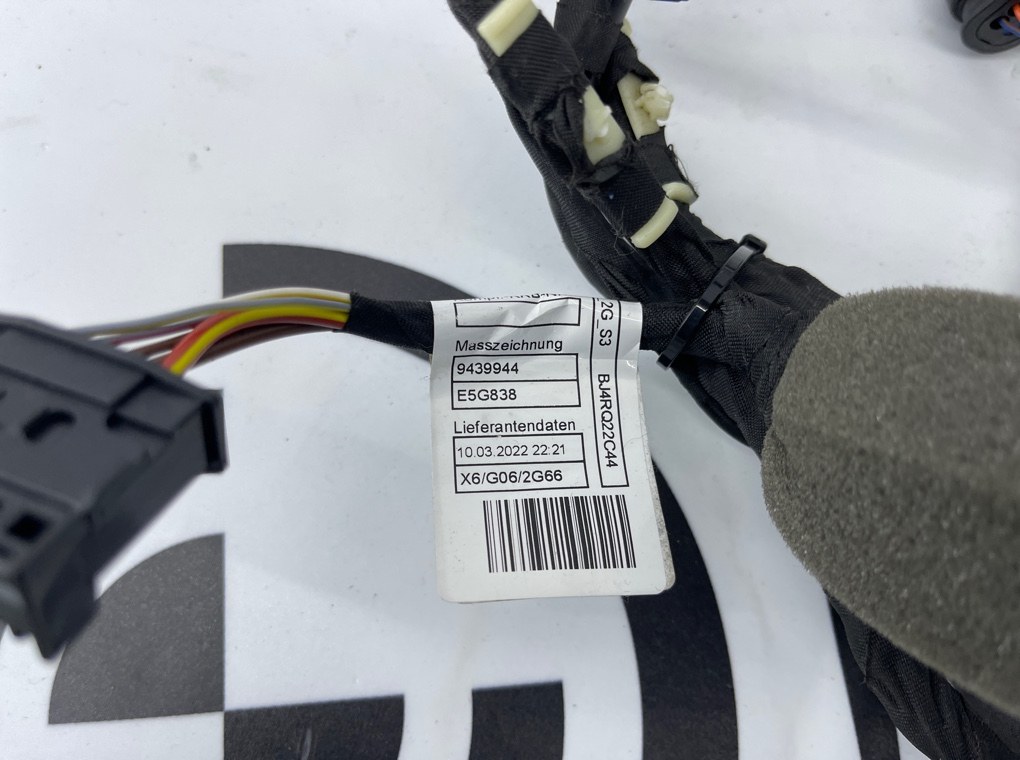 Masszeichnung
9439944
E5G838
Lieferantendaten
10.03.2022 22:21
X6/G06/2G66
2G_S3
BJ4RQ22C44